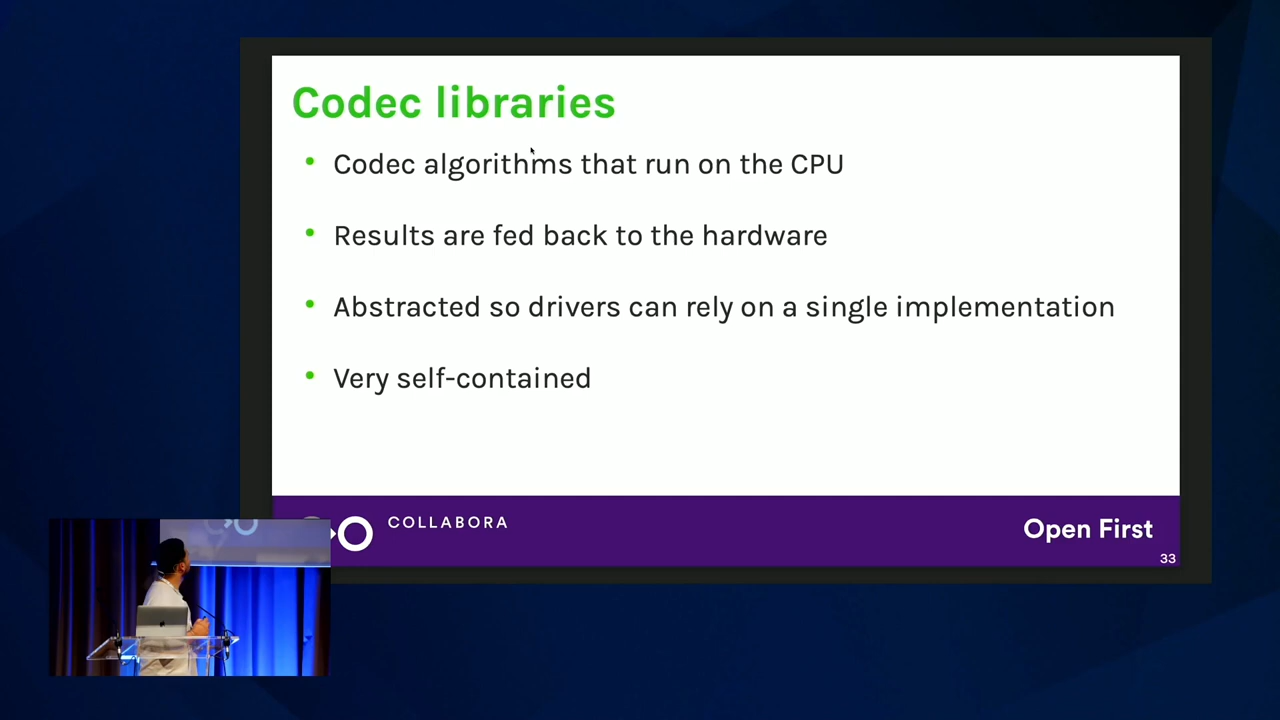 Codec libraries
Codec algorithms that run on the CPU
Results are fed back to the hardware
Abstracted so drivers can rely on a single implementation
Very self-contained
COLLABORA
Open First
33